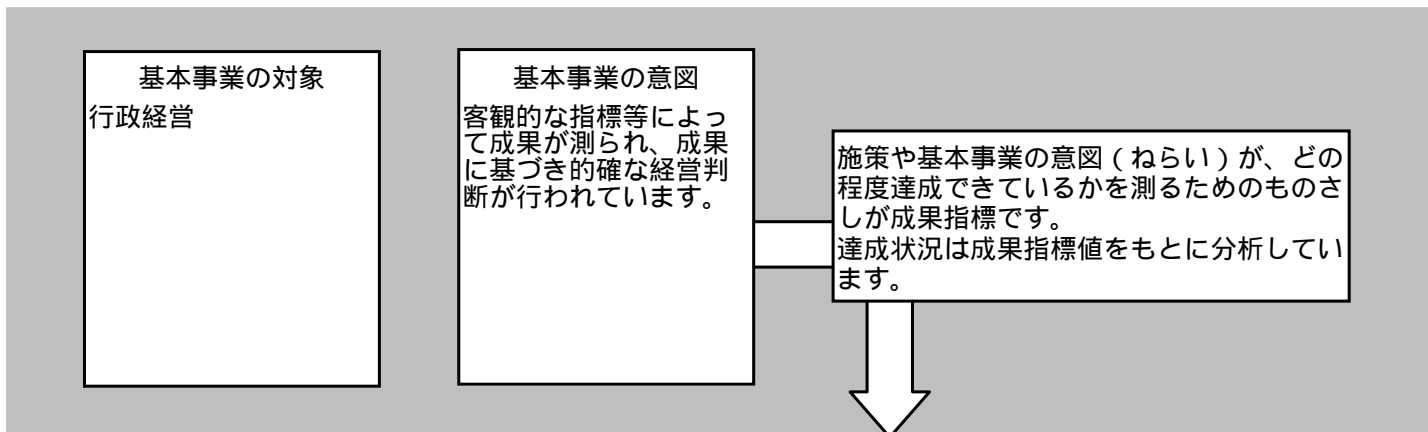 基本事業の対象
行政経営
基本事業の意図
客観的な指標等によっ
て成果が測られ、成果
に基づき的確な経営判
断が行われています。
施策や基本事業の意図(ねらい)が、どの
程度達成できているかを測るためのものさ
しが成果指標です。
達成状況は成果指標値をもとに分析してい
ます。